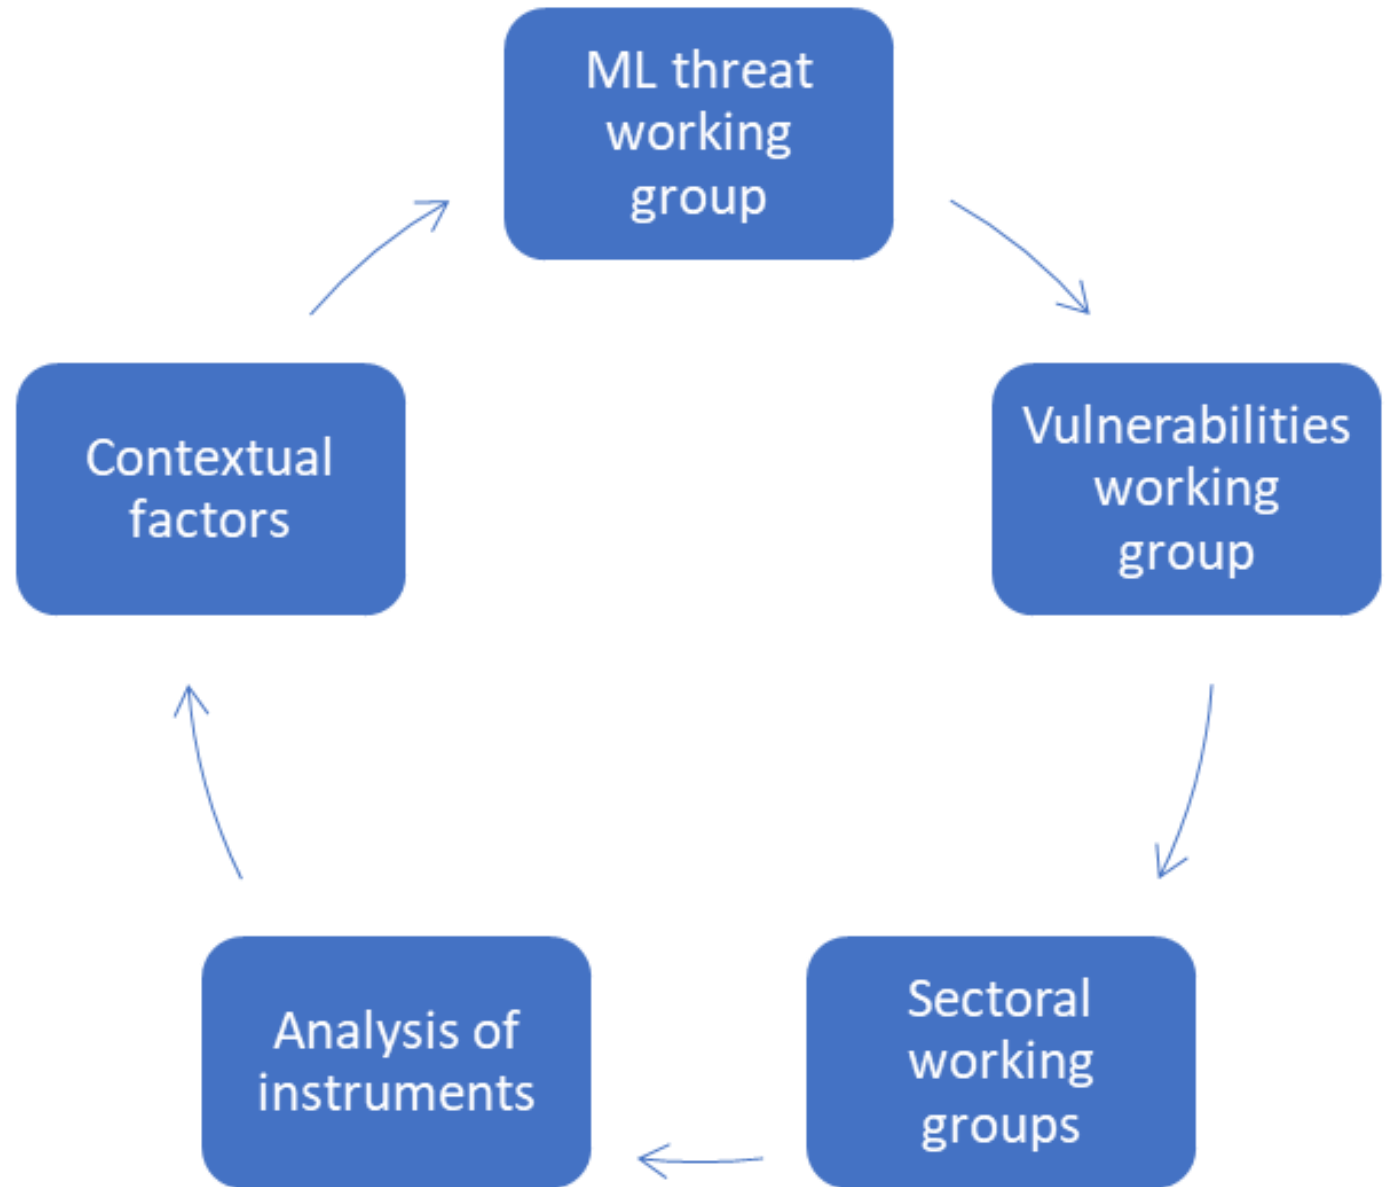 ML threat
working
group
Vulnerabilities
working
group
Sectoral
working
groups
Analysis of
instruments
Contextual
factors